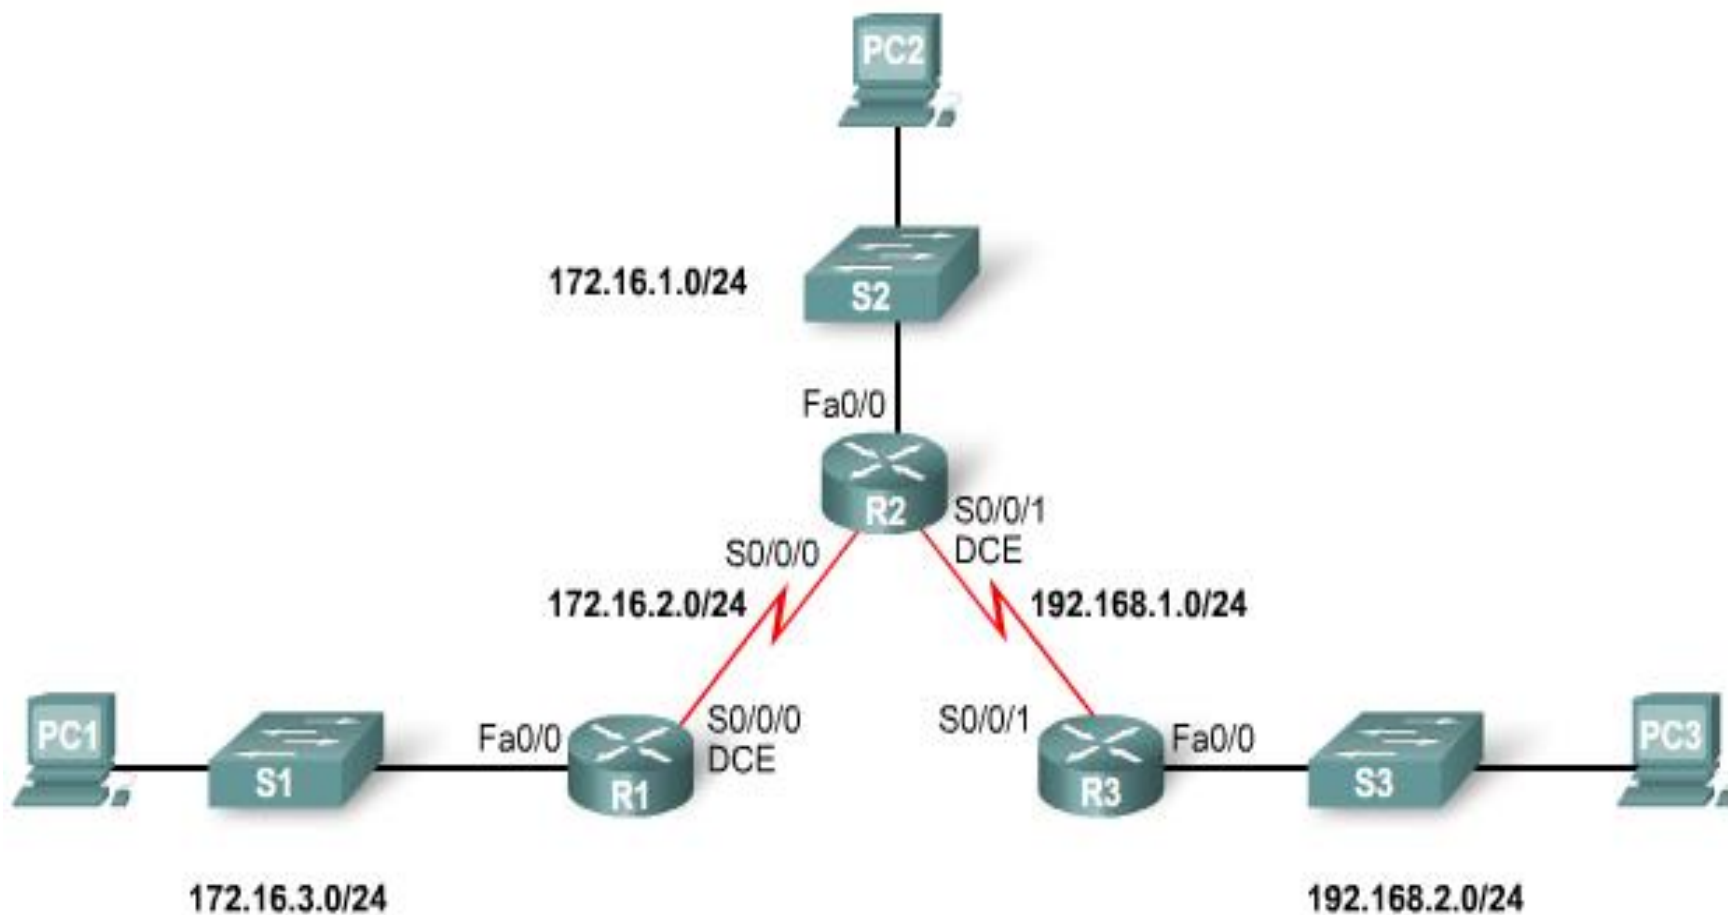 PC2
172.16.1.0/24
S2
Fa0/0
R2
S0/0/1
DCE
S0/0/0
172.16.2.0/24
192.168.1.0/24
PC1
S1
Fa0/0
R1
S0/0/0
DCE
S0/0/1
R3
Fa0/0
S3
PC3
172.16.3.0/24
192.168.2.0/24